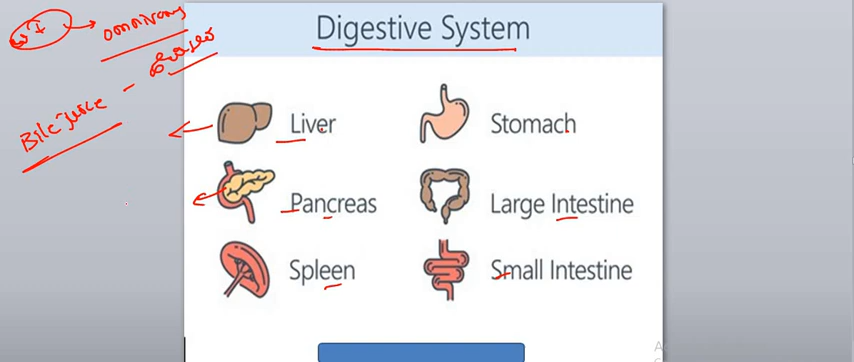 omnivorous
Digestive System
Bile juice -
Liver
Stomach
Pancreas
Large Intestine
Spleen
Small Intestine